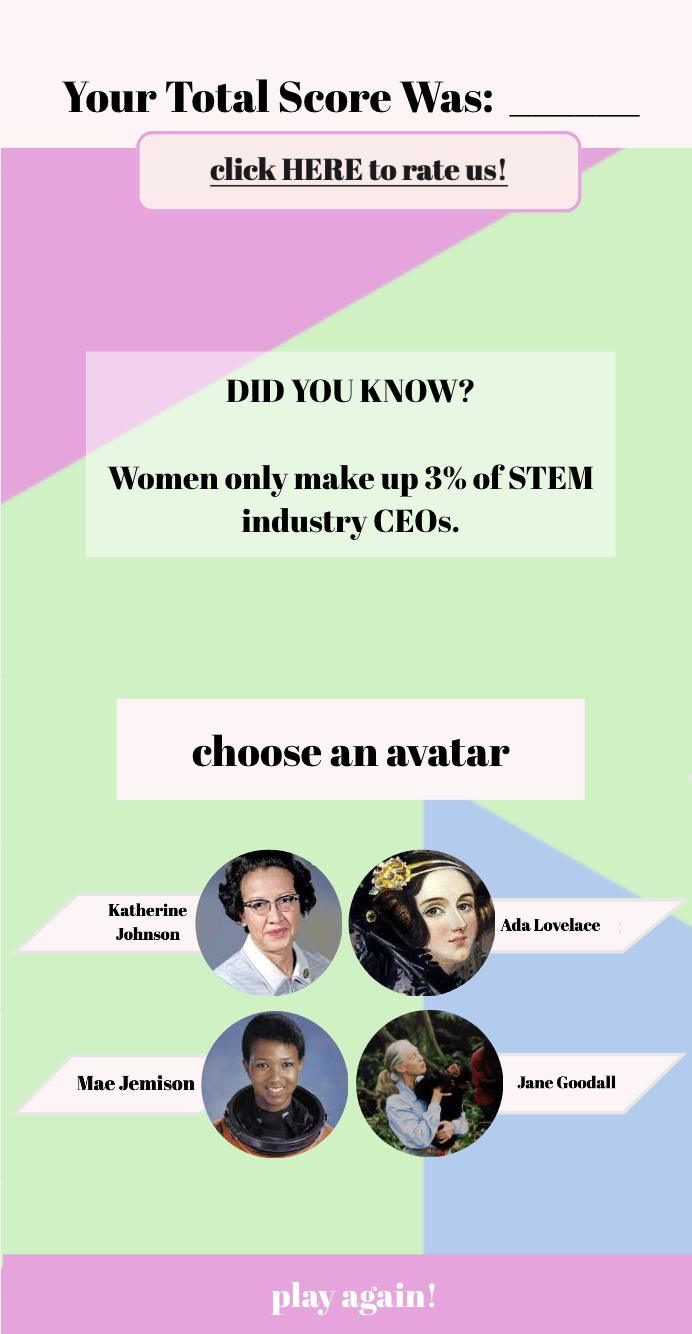 Your Total Score Was: ______
click HERE to rate us!
DID YOU KNOW?
Women only make up 3% of STEM
industry CEOs.
choose an avatar
Katherine
Johnson
Ada Lovelace
Mae Jemison
Jane Goodall
play again!